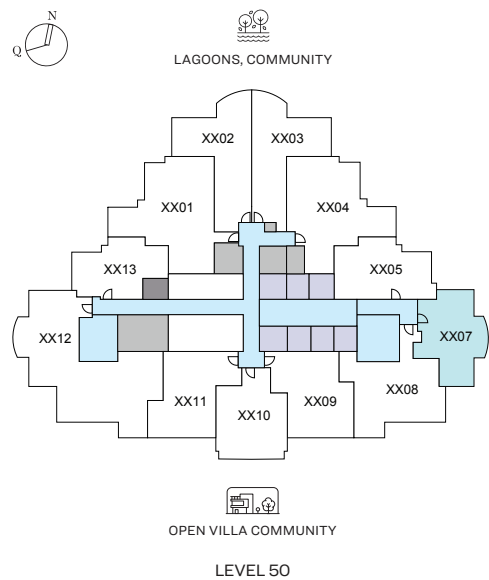 N
Q
LAGOONS, COMMUNITY
XX02 XX03
XX01 XX04
XX13 XX05
XX12 XX07
XX08
XX11 XX09
XX10
OPEN VILLA COMMUNITY
LEVEL 50